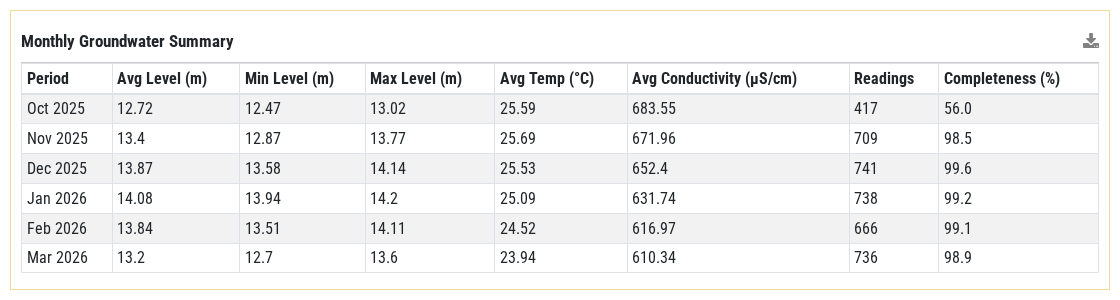 Monthly Groundwater Summary
Period Avg Level (m) Min Level (m) Max Level (m) Avg Temp (°C) Avg Conductivity (µS/cm) Readings Completeness (%)
Oct 2025 12.72 12.47 13.02 25.59 683.55 417 56.0
Nov 2025 13.4 12.87 13.77 25.69 671.96 709 98.5
Dec 2025 13.87 13.58 14.14 25.53 652.4 741 99.6
Jan 2026 14.08 13.94 14.2 25.09 631.74 738 99.2
Feb 2026 13.84 13.51 14.11 24.52 616.97 666 99.1
Mar 2026 13.2 12.7 13.6 23.94 610.34 736 98.9